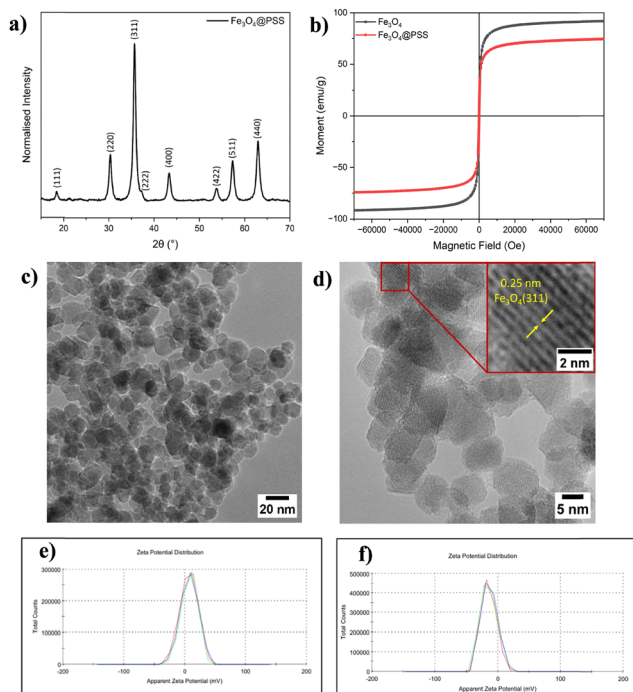 a)
Fe₃O₄@PSS
Normalised Intensity
(111)
(220)
(311)
(222)
(400)
(422)
(511)
(440)
20 30 40 50 60 70
2θ (°)
b)
Fe₃O₄
Fe₃O₄@PSS
Moment (emu/g)
100
50
0
−50
−100
−60000 −40000 −20000 0 20000 40000 60000
Magnetic Field (Oe)
c)
20 nm
d)
0.25 nm
Fe₃O₄(311)
2 nm
5 nm
e)
Zeta Potential Distribution
Total Counts
300000
200000
100000
0
-200 -100 0 100 200
Apparent Zeta Potential (mV)
f)
Zeta Potential Distribution
Total Counts
400000
300000
200000
100000
0
-200 -100 0 100 200
Apparent Zeta Potential (mV)